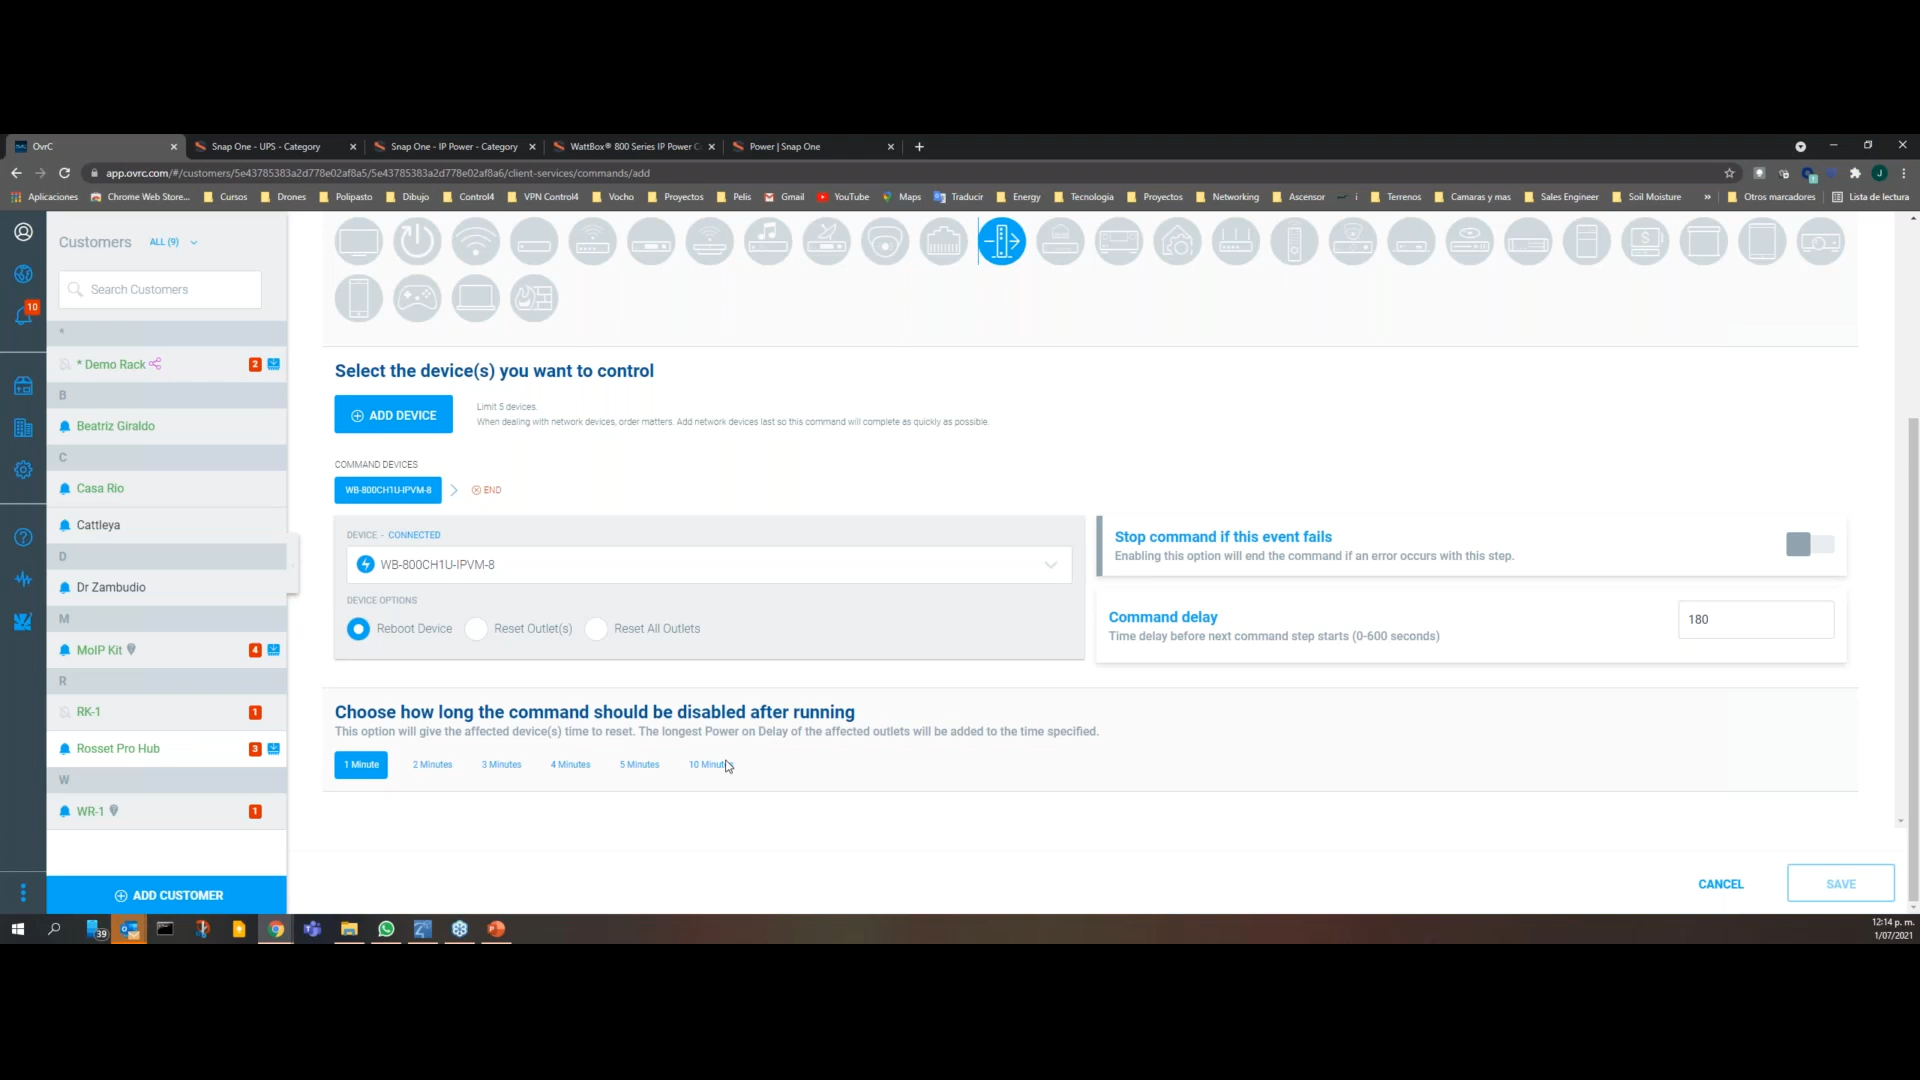 OvrC
Snap One - UPS - Category
Snap One - IP Power - Category
WattBox® 800 Series IP Power C
Power | Snap One
app.ovrc.com/#/customers/5e43785383a2d778e02af8a5/5e43785383a2d778e02af8a6/client-services/commands/add
Aplicaciones
Chrome Web Store...
Cursos
Drones
Polipasto
Dibujo
Control4
VPN Control4
Vocho
Proyectos
Pelis
Gmail
YouTube
Maps
Traducir
Energy
Tecnologia
Proyectos
Networking
Ascensor
i
Terrenos
Camaras y mas
Sales Engineer
Soil Moisture
»
Otros marcadores
Lista de lectura
Customers
ALL (9)
Search Customers
10
*
* Demo Rack
2
B
Beatriz Giraldo
C
Casa Rio
Cattleya
D
Dr Zambudio
M
MoIP Kit
4
R
RK-1
1
Rosset Pro Hub
3
W
WR-1
1
ADD CUSTOMER
Select the device(s) you want to control
ADD DEVICE
Limit 5 devices.
When dealing with network devices, order matters. Add network devices last so this command will complete as quickly as possible.
COMMAND DEVICES
WB-800CH1U-IPVM-8
END
DEVICE - CONNECTED
WB-800CH1U-IPVM-8
DEVICE OPTIONS
Reboot Device
Reset Outlet(s)
Reset All Outlets
Stop command if this event fails
Enabling this option will end the command if an error occurs with this step.
Command delay
Time delay before next command step starts (0-600 seconds)
180
Choose how long the command should be disabled after running
This option will give the affected device(s) time to reset. The longest Power on Delay of the affected outlets will be added to the time specified.
1 Minute
2 Minutes
3 Minutes
4 Minutes
5 Minutes
10 Minutes
CANCEL
SAVE
39
12:14 p. m.
1/07/2021